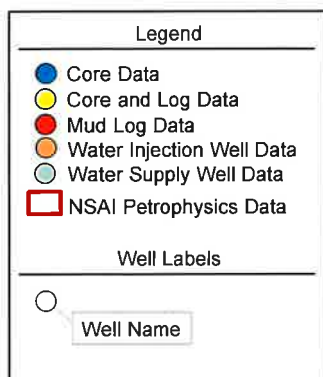 Legend
Core Data
Core and Log Data
Mud Log Data
Water Injection Well Data
Water Supply Well Data
NSAI Petrophysics Data
Well Labels
Well Name